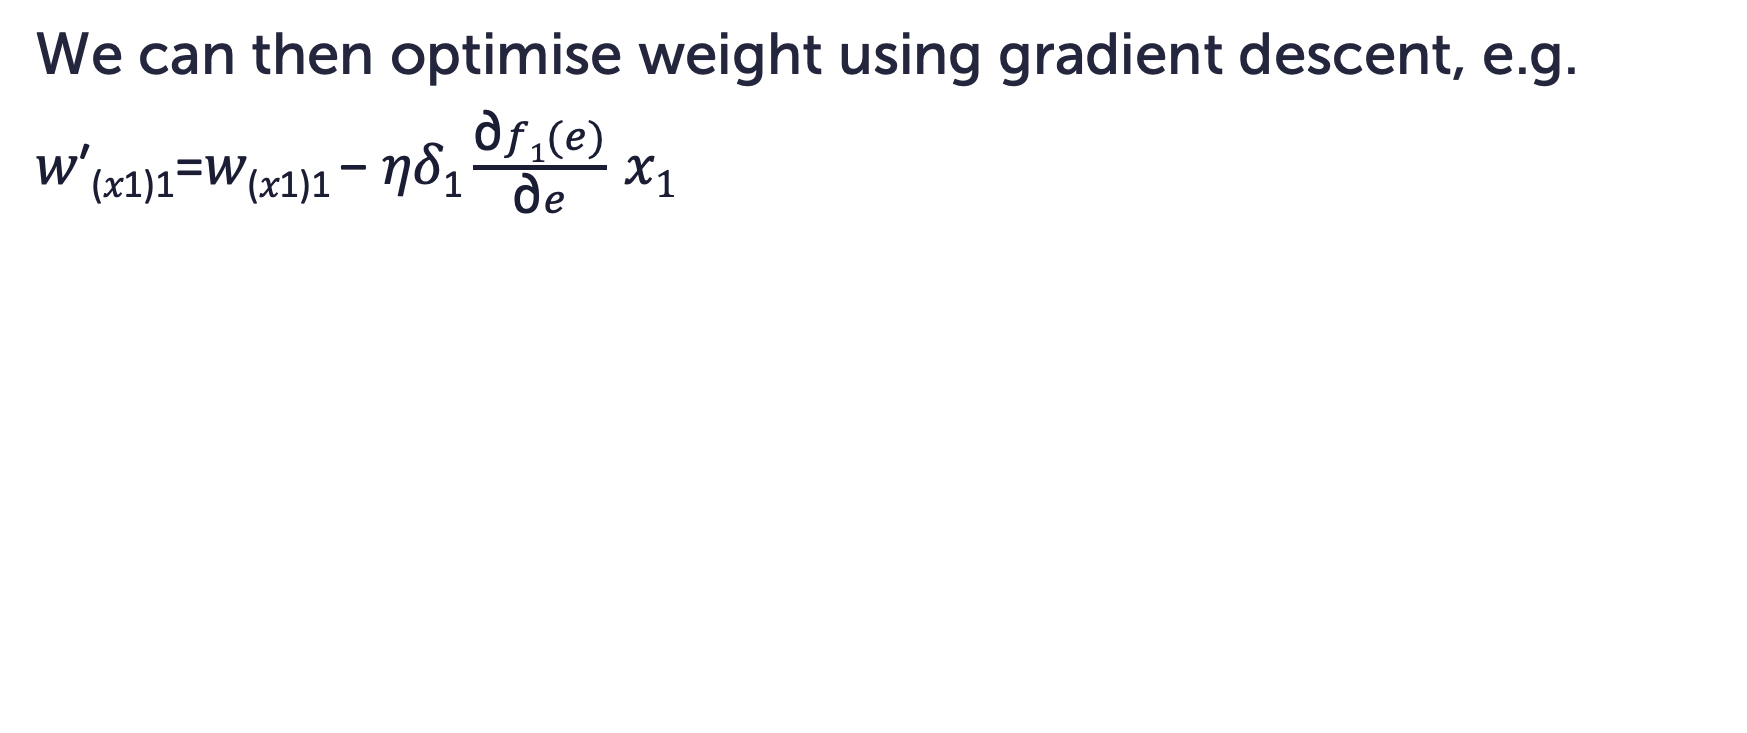 We can then optimise weight using gradient descent, e.g.
w′₍ₓ₁₎₁=w₍ₓ₁₎₁ − ηδ₁ ∂f₁(e)/∂e x₁